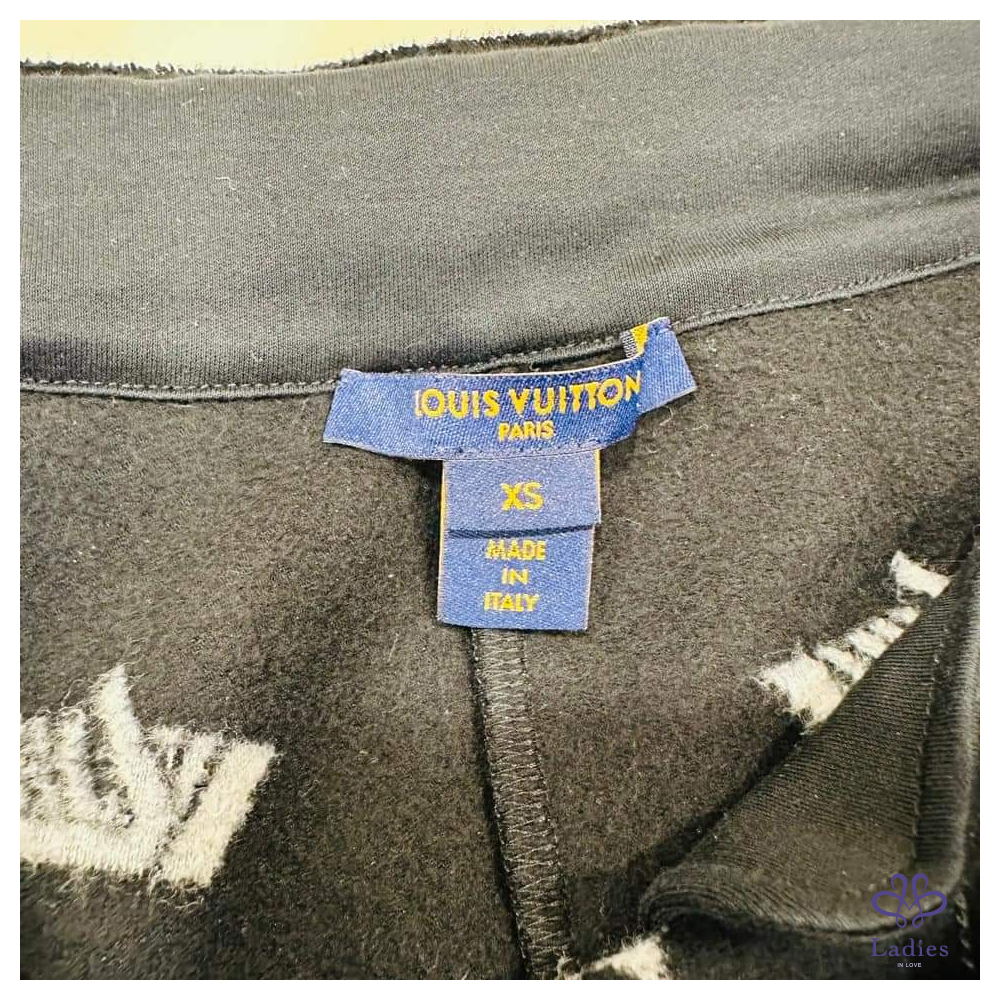 LOUIS VUITTON
PARIS
XS
MADE
IN
ITALY
Ladies
IN LOVE